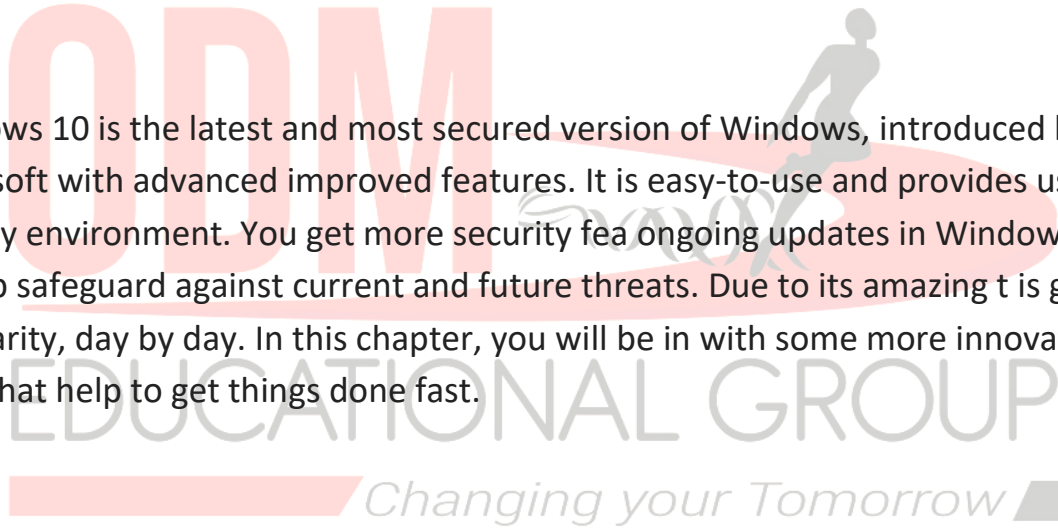 ODM
ows 10 is the latest and most secured version of Windows, introduced
soft with advanced improved features. It is easy-to-use and provides us
y environment. You get more security fea ongoing updates in Window
safeguard against current and future threats. Due to its amazing t is g
arity, day by day. In this chapter, you will be in with some more innova
hat help to get things done fast.
EDUCATIONAL GROUP
Changing your Tomorrow